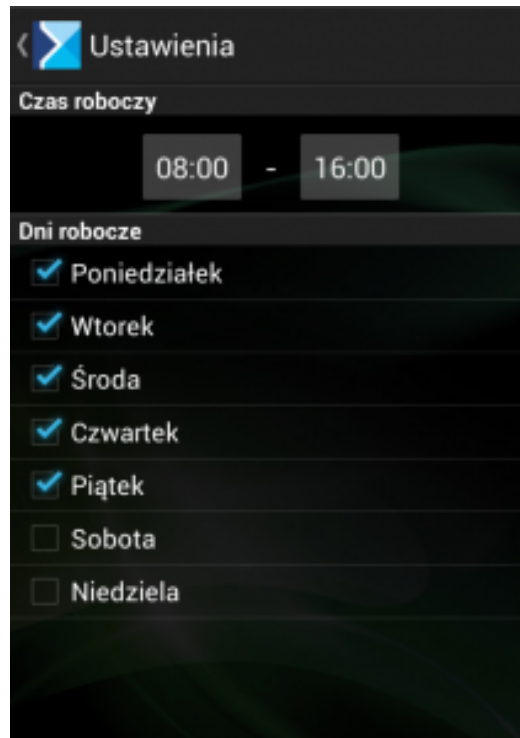 Ustawienia
Czas roboczy
08:00 - 16:00
Dni robocze
Poniedziałek
Wtorek
Środa
Czwartek
Piątek
Sobota
Niedziela